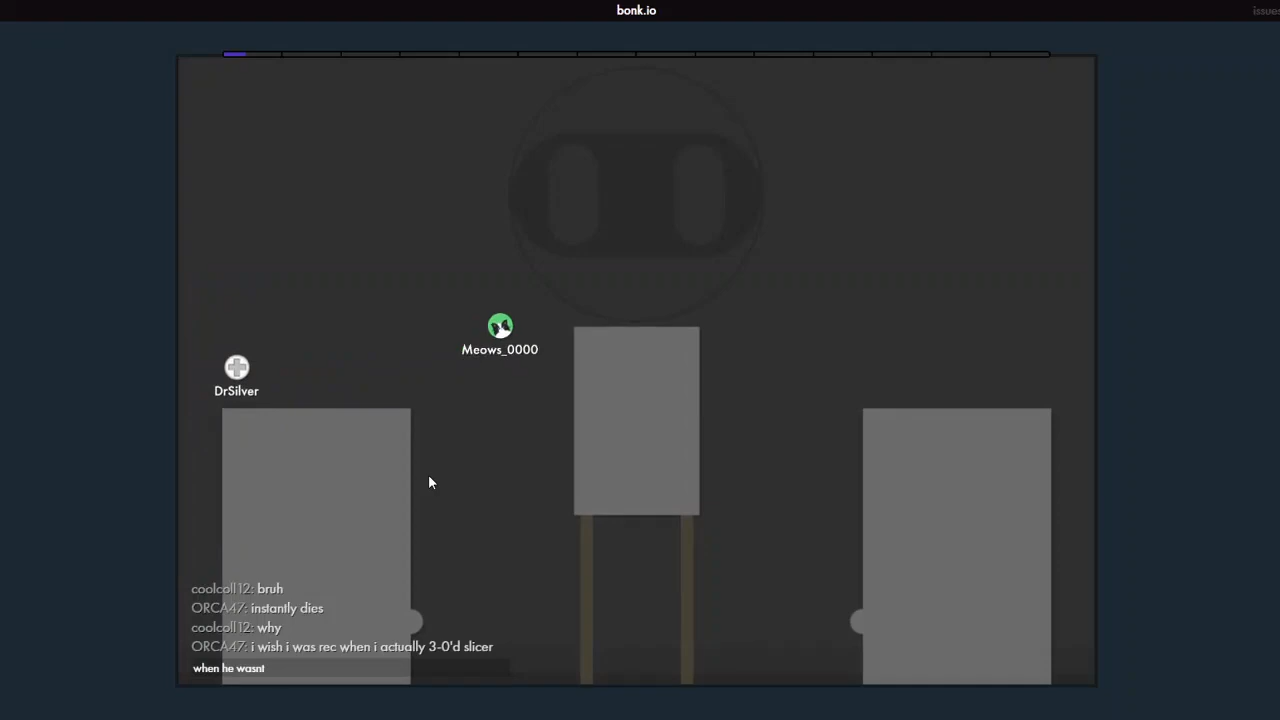 bonk.io
issues
Meows_0000
DrSilver
coolcoll12: bruh
ORCA47: instantly dies
coolcoll12: why
ORCA47: i wish i was rec when i actually 3-0'd slicer
when he wasnt